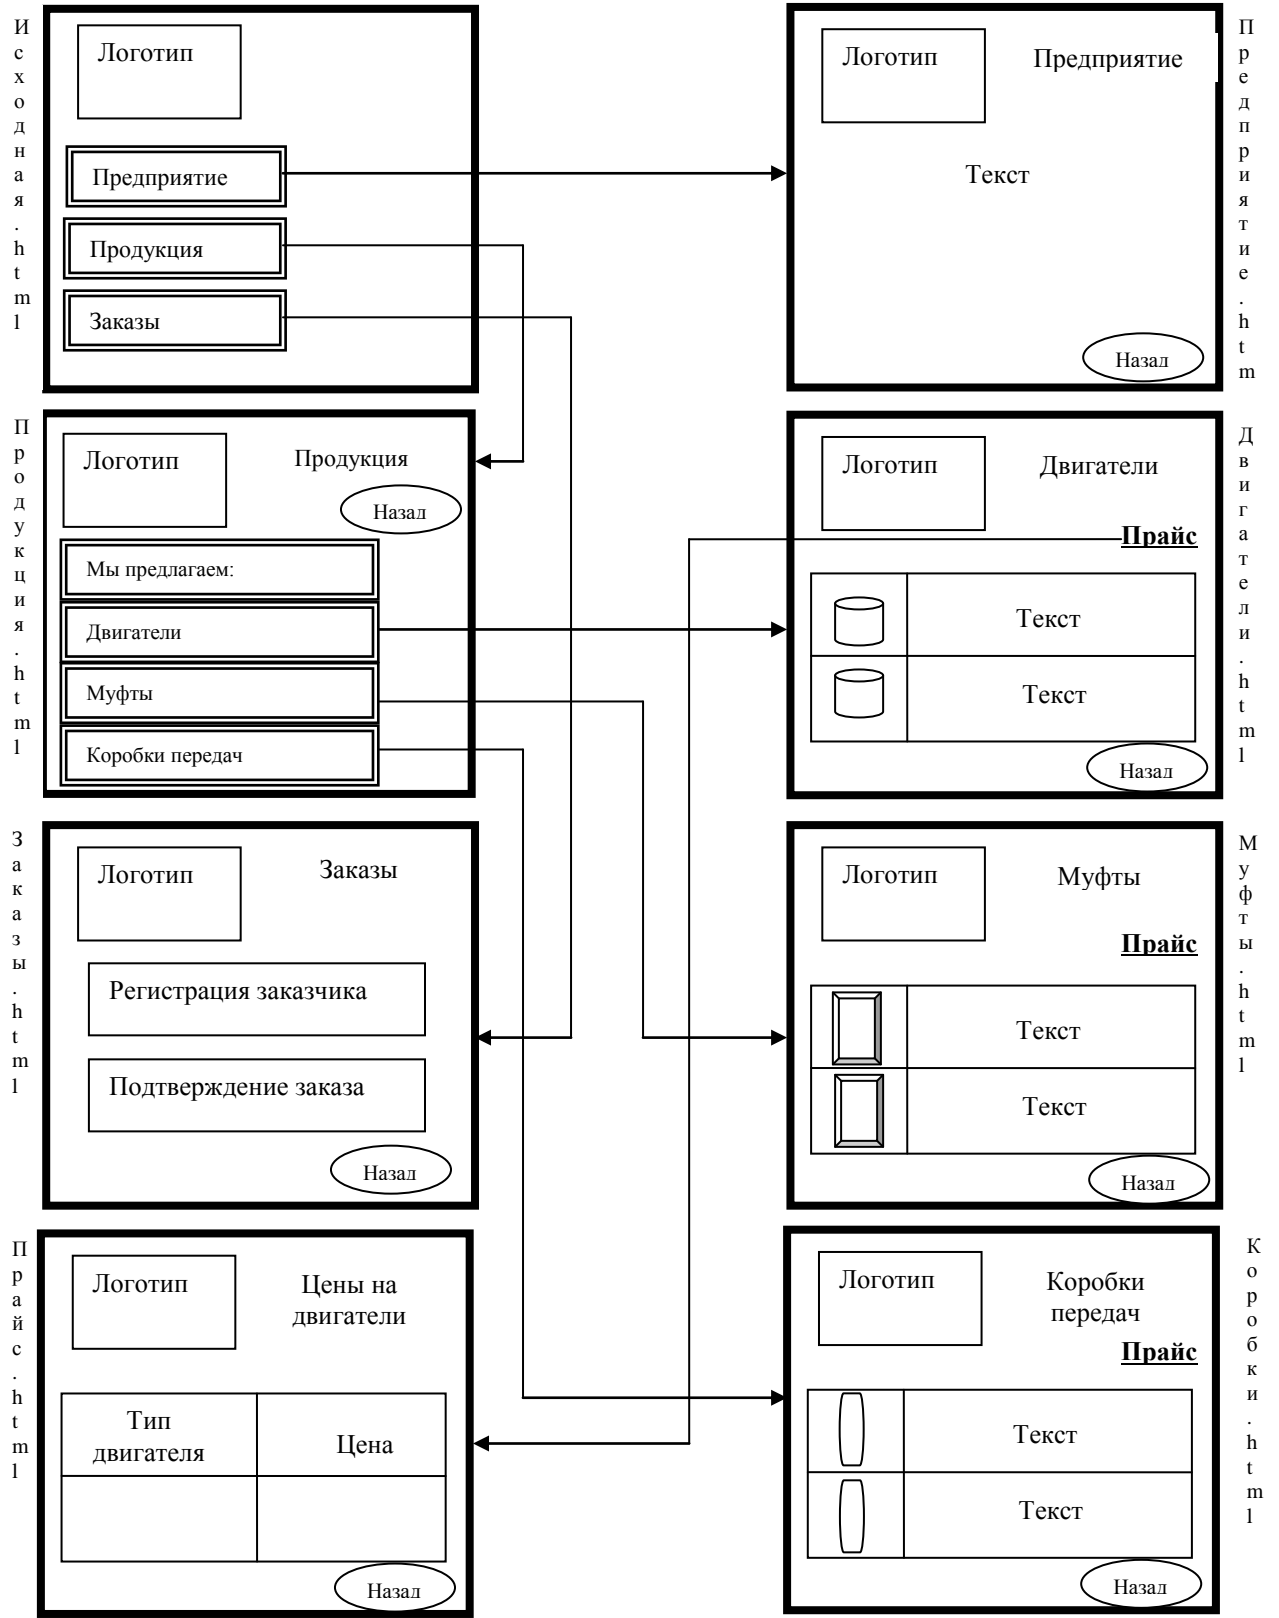 Исходная.html
Логотип
Предприятие
Продукция
Заказы
Предприятие.htm
Логотип
Предприятие
Текст
Назад
Продукция.html
Логотип
Продукция
Назад
Мы предлагаем:
Двигатели
Муфты
Коробки передач
Двигатели.html
Логотип
Двигатели
Прайс
Текст
Текст
Назад
Заказы.html
Логотип
Заказы
Регистрация заказчика
Подтверждение заказа
Назад
Муфты.html
Логотип
Муфты
Прайс
Текст
Текст
Назад
Прайс.html
Логотип
Цены на
двигатели
Тип
двигателя
Цена
Назад
Коробки.html
Логотип
Коробки
передач
Прайс
Текст
Текст
Назад